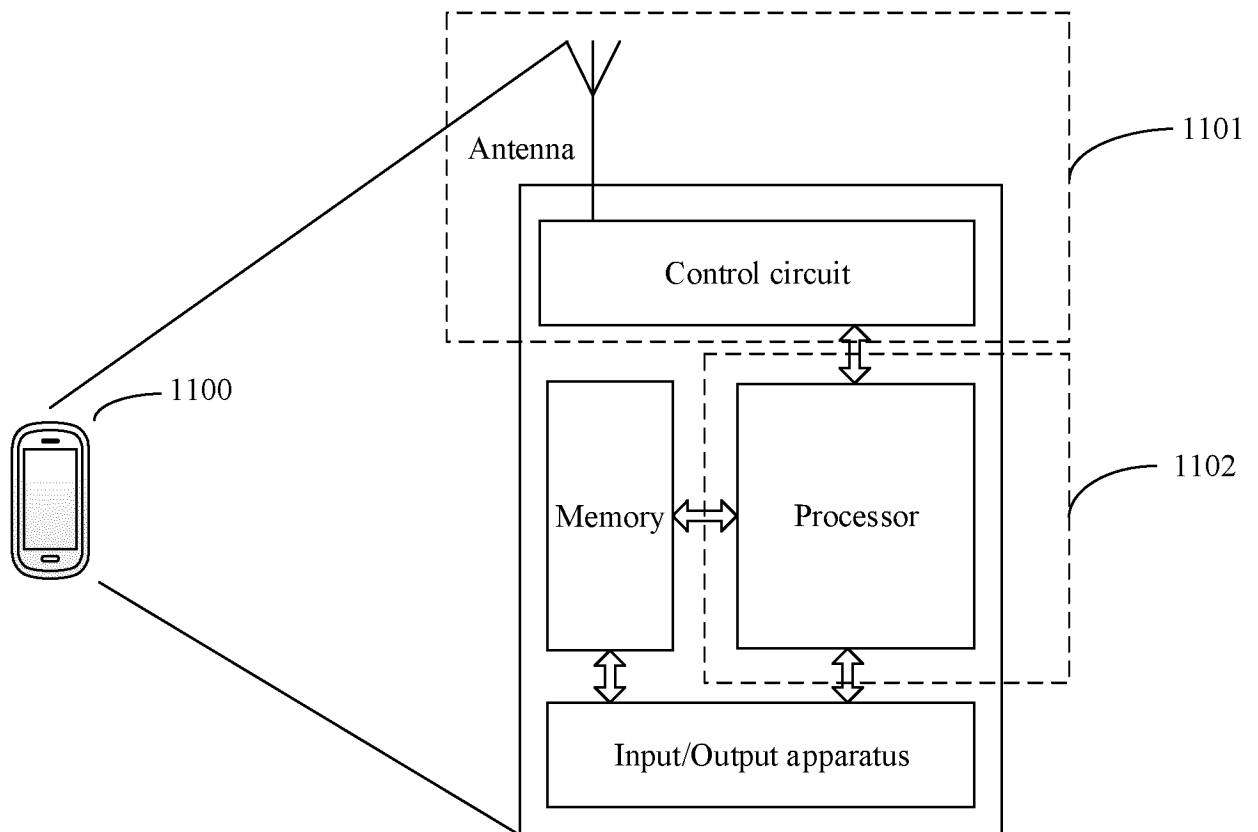 1101
Antenna
Control circuit
1100
1102
Memory
Processor
Input/Output apparatus